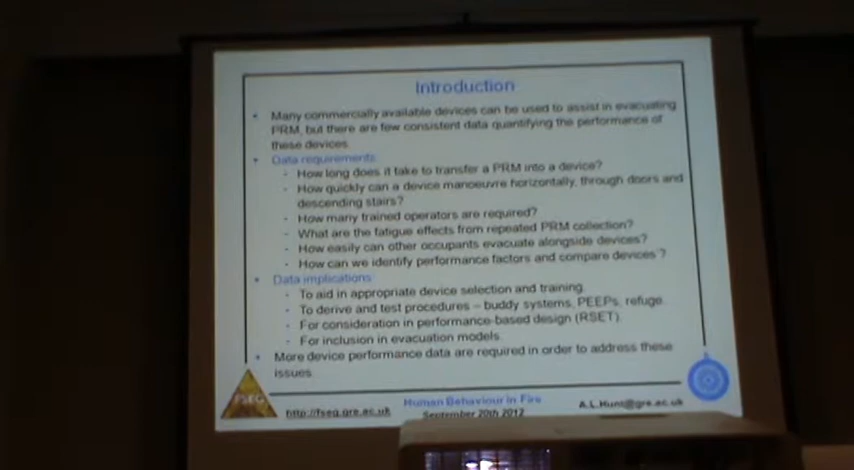 Introduction
• Many commercially available devices can be used to assist in evacuating
PRM, but there are few consistent data quantifying the performance of
these devices.
• Data requirements:
- How long does it take to transfer a PRM into a device?
- How quickly can a device manoeuvre horizontally, through doors and
descending stairs?
- How many trained operators are required?
- What are the fatigue effects from repeated PRM collection?
- How easily can other occupants evacuate alongside devices?
- How can we identify performance factors and compare devices?
• Data implications:
- To aid in appropriate device selection and training.
- To derive and test procedures – buddy systems, PEEPs, refuge.
- For consideration in performance-based design (RSET).
- For inclusion in evacuation models.
• More device performance data are required in order to address these
issues.
FSEG
http://fseg.gre.ac.uk
Human Behaviour in Fire
September 20th 2012
A.L.Hunt@gre.ac.uk